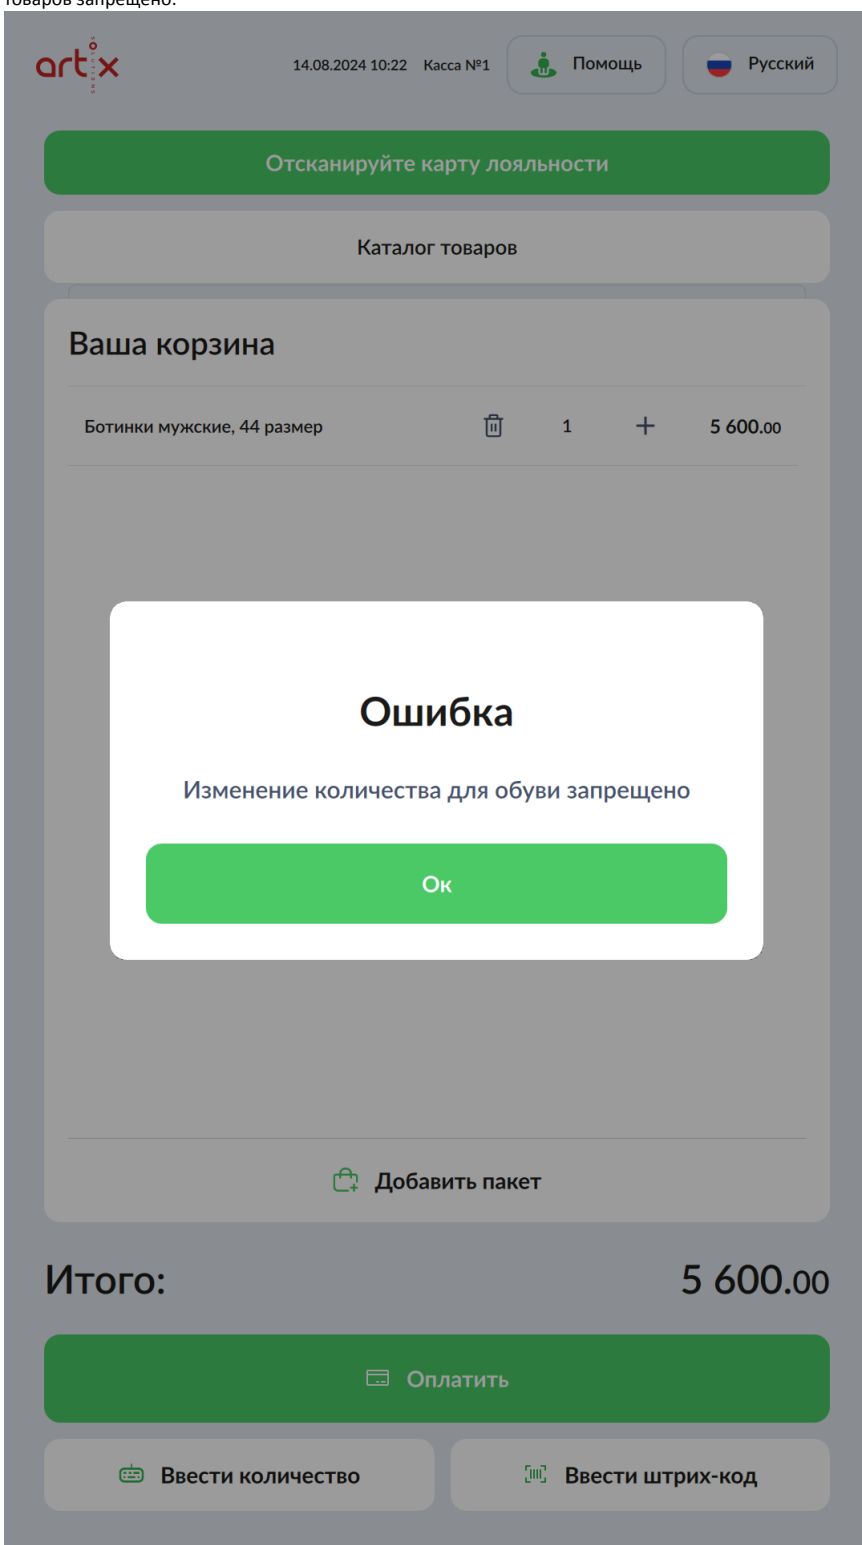 товаров запрещено.
artix
14.08.2024 10:22 Касса №1 Помощь Русский
Отсканируйте карту лояльности
Каталог товаров
Ваша корзина
Ботинки мужские, 44 размер 1 + 5 600.00
Ошибка
Изменение количества для обуви запрещено
Ок
Добавить пакет
Итого: 5 600.00
Оплатить
Ввести количество Ввести штрих-код